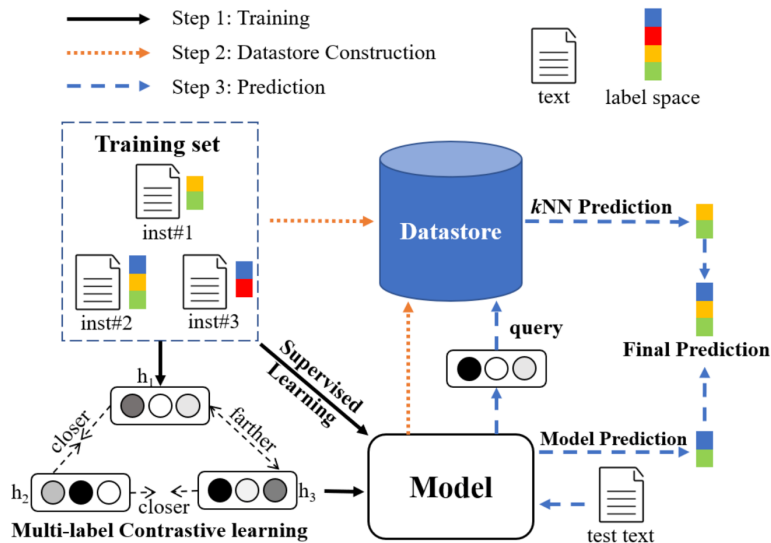 Step 1: Training
Step 2: Datastore Construction
Step 3: Prediction
text
label space
Training set
inst#1
inst#2
inst#3
Datastore
kNN Prediction
query
Final Prediction
Supervised
Learning
h1
closer
farther
h2
closer
h3
Multi-label Contrastive learning
Model
Model Prediction
test text